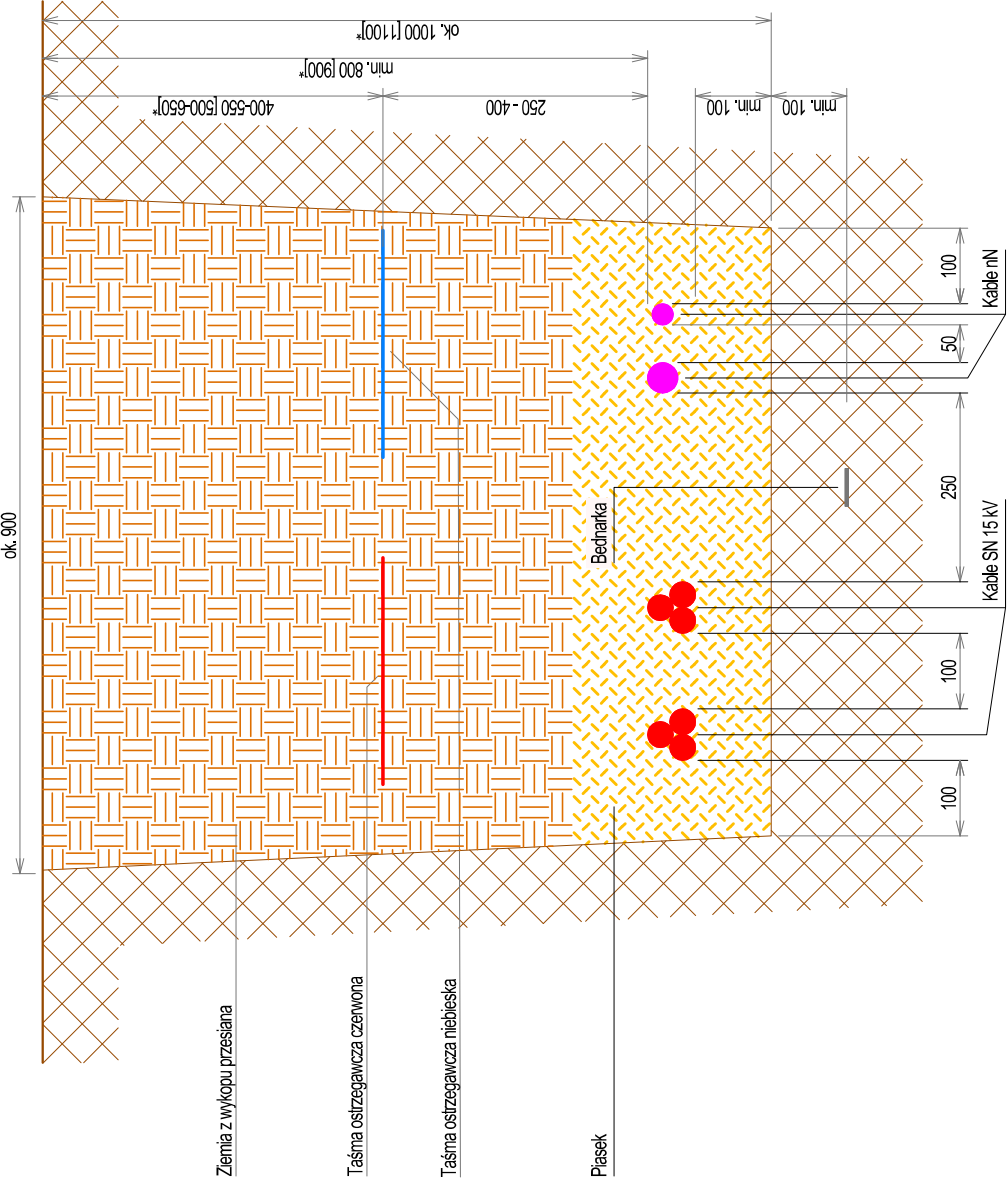 ok. 900
ok. 1000 [1100]*
min. 800 [900]*
400-550 [500-650]*
250 - 400
min. 100
min. 100
100
50
250
100
100
Kable nN
Kable SN 15 kV
Bednarka
Ziemia z wykopu przesiana
Taśma ostrzegawcza czerwona
Taśma ostrzegawcza niebieska
Piasek